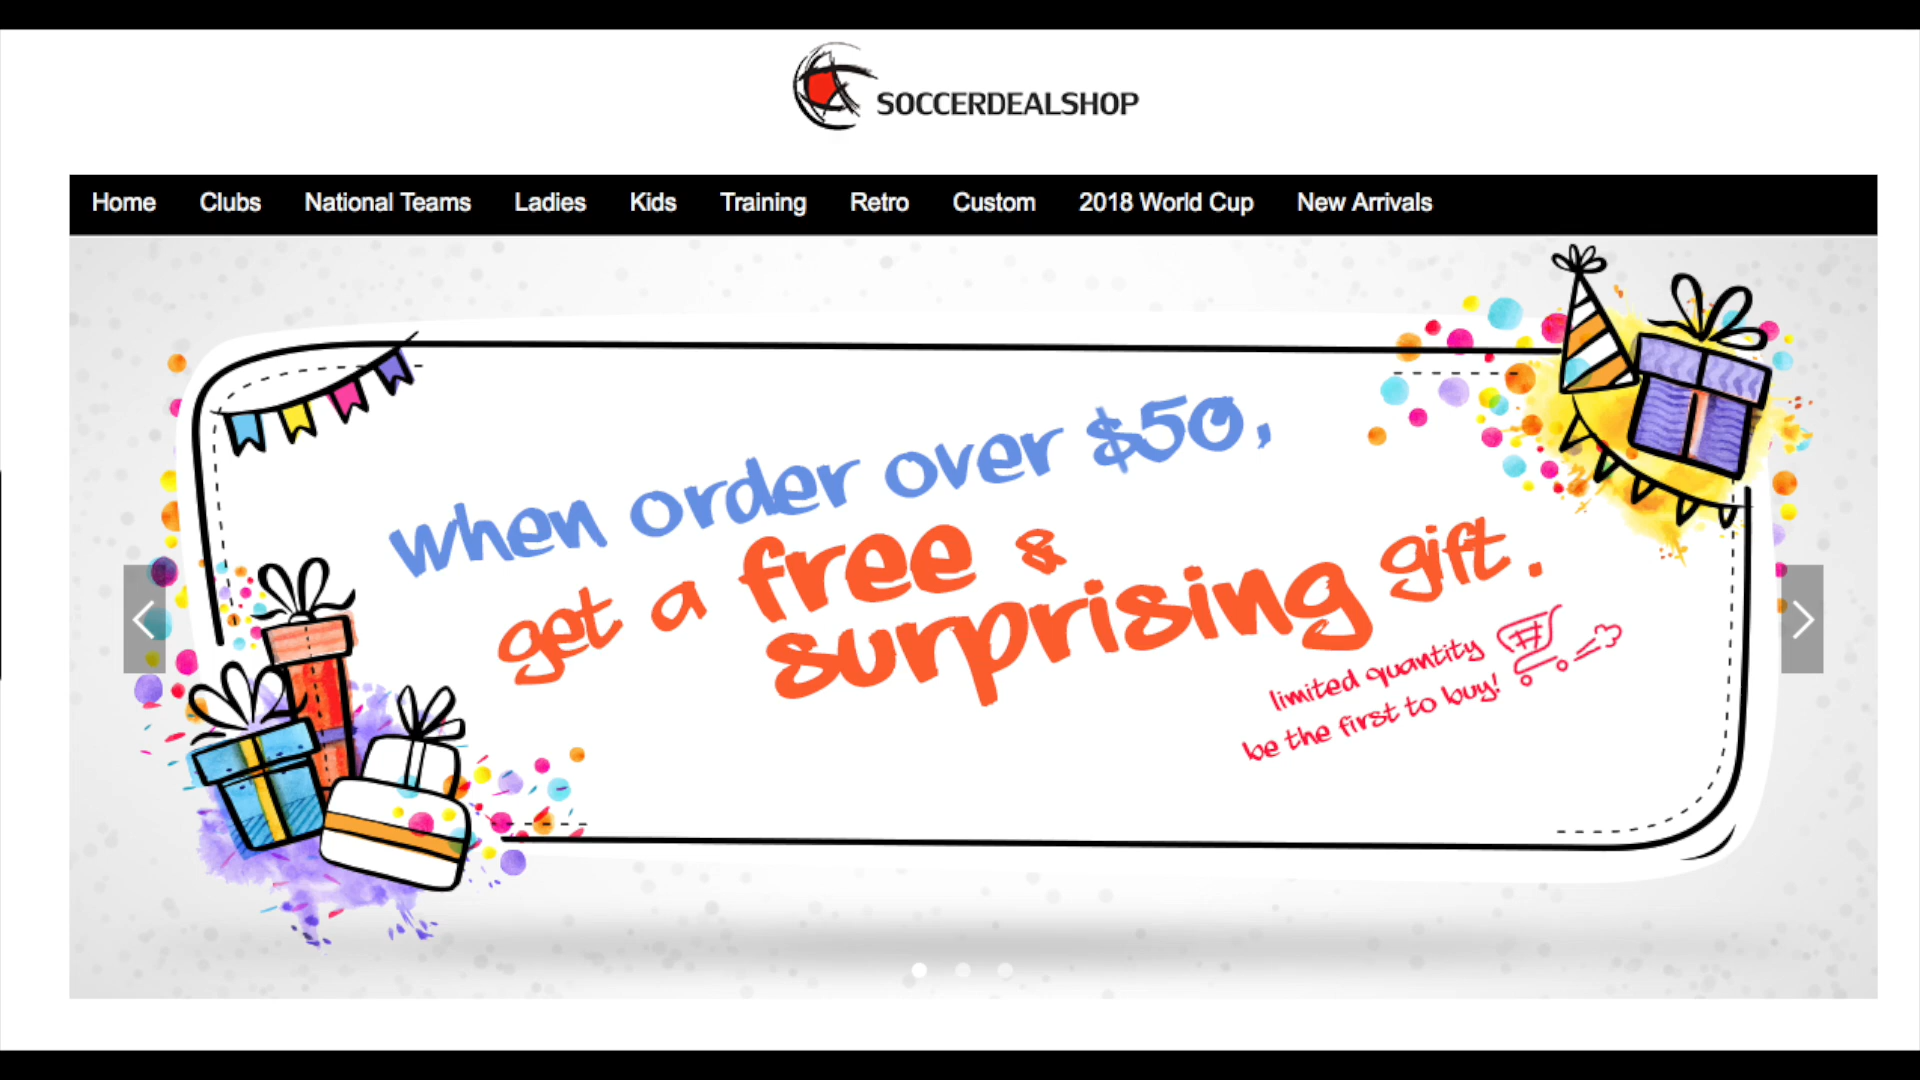 SOCCERDEALSHOP
Home Clubs National Teams Ladies Kids Training Retro Custom 2018 World Cup New Arrivals
when order over $50,
get a free &
surprising gift.
limited quantity
be the first to buy!